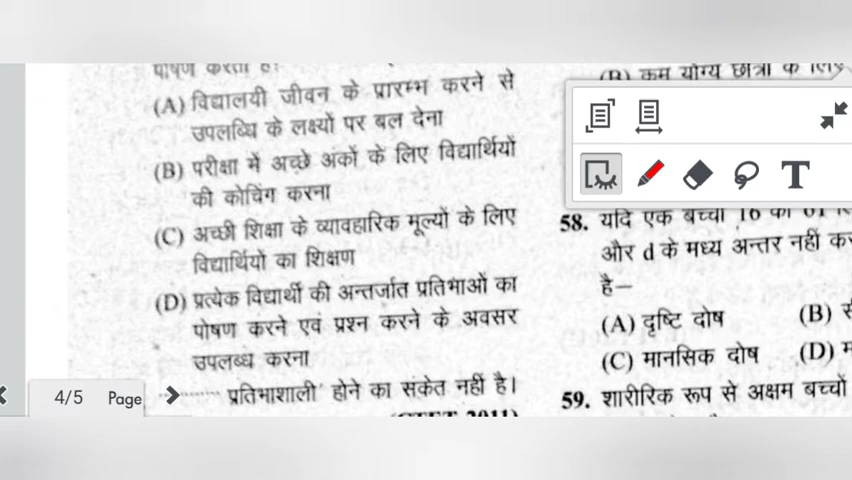 पोषण करता है।
(A) विद्यालयी जीवन के प्रारम्भ करने से
उपलब्धि के लक्ष्यों पर बल देना
(B) परीक्षा में अच्छे अंकों के लिए विद्यार्थियों
की कोचिंग करना
(C) अच्छी शिक्षा के व्यावहारिक मूल्यों के लिए
विद्यार्थियों का शिक्षण
(D) प्रत्येक विद्यार्थी की अन्तर्जात प्रतिभाओं का
पोषण करने एवं प्रश्न करने के अवसर
उपलब्ध करना
प्रतिभाशाली' होने का संकेत नहीं है।
(CTET 2011)
(B) कम योग्य छात्रों के लिए
58. यदि एक बच्चा 16 को 61
और d के मध्य अन्तर नहीं
है–
(A) दृष्टि दोष (B)
(C) मानसिक दोष (D)
59. शारीरिक रूप से अक्षम बच्चों
T
4/5 Page